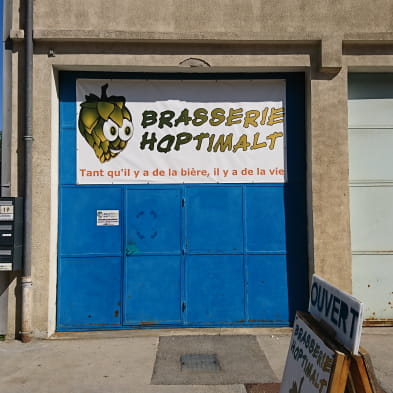 BRASSERIE
HOPTIMALT
Tant qu'il y a de la bière, il y a de la vie
OUVERT
BRASSERIE
HOPTIMALT